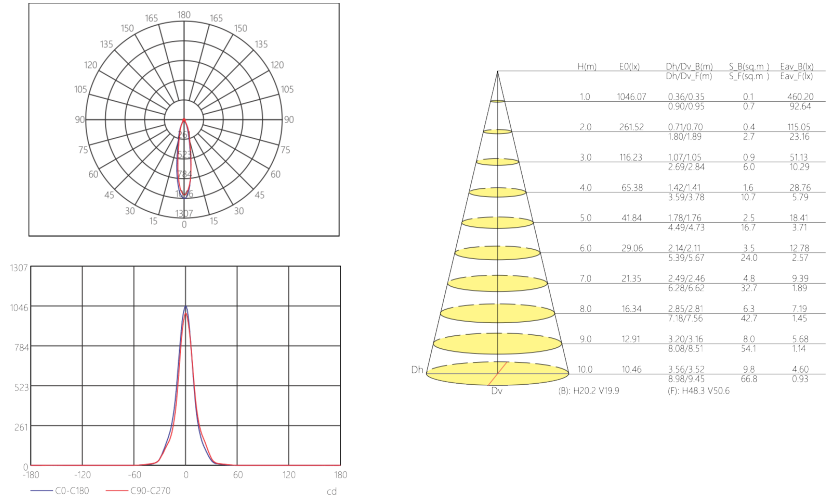 180
165 165
150 150
135 135
120 120
105 105
90 90
75 75
60 60
45 45
30 30
15 15
0
523
784
1307
1307
1046
784
523
261
0
-180 -120 -60 0 60 120 180
C0-C180 C90-C270 cd
H(m) E0(lx) Dh/Dv_B(m) S_B(sq.m.) Eav_B(lx)
Dh/Dv_F(m) S_F(sq.m.) Eav_F(lx)
1.0 1046.07 0.36/0.35 0.1 460.20
0.90/0.95 0.7 92.64
2.0 261.52 0.71/0.70 0.4 115.05
1.80/1.89 2.7 23.16
3.0 116.23 1.07/1.05 0.9 51.13
2.69/2.84 6.0 10.29
4.0 65.38 1.42/1.41 1.6 28.76
3.59/3.78 10.7 5.79
5.0 41.84 1.78/1.76 2.5 18.41
4.49/4.73 16.7 3.71
6.0 29.06 2.14/2.11 3.5 12.78
5.39/5.67 24.0 2.57
7.0 21.35 2.49/2.46 4.8 9.39
6.28/6.62 32.7 1.89
8.0 16.34 2.85/2.81 6.3 7.19
7.18/7.56 42.7 1.45
9.0 12.91 3.20/3.16 8.0 5.68
8.08/8.51 54.1 1.14
Dh 10.0 10.46 3.56/3.52 9.8 4.60
8.98/9.45 66.8 0.93
Dv (B): H20.2 V19.9 (F): H48.3 V50.6